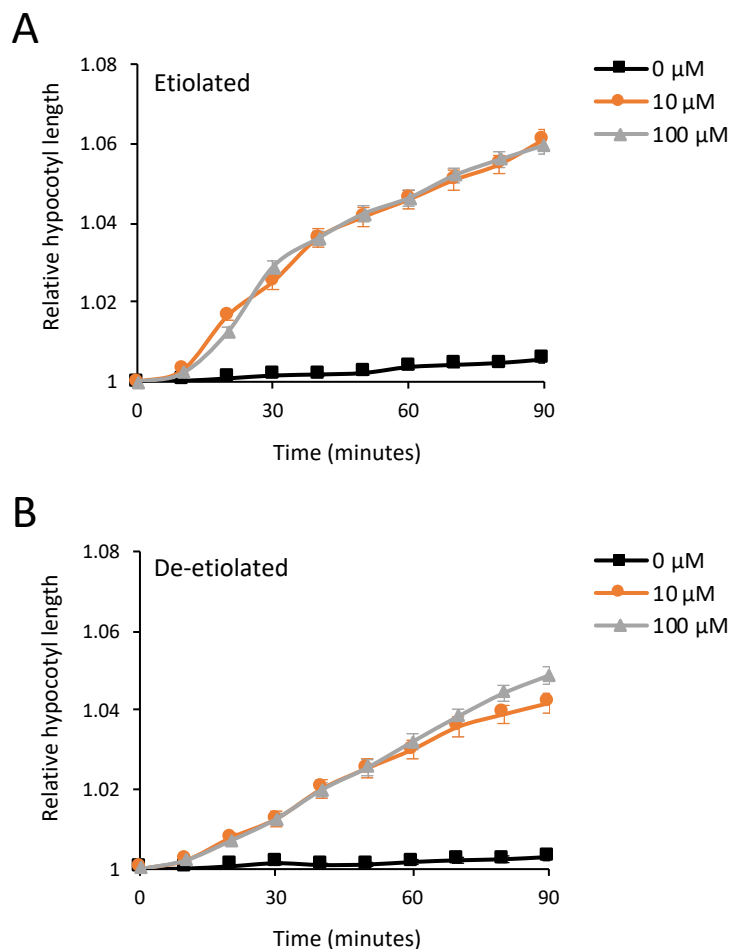 A
Etiolated
Relative hypocotyl length
1.08
1.06
1.04
1.02
1
0
30
60
90
Time (minutes)
0 µM
10 µM
100 µM
B
De-etiolated
Relative hypocotyl length
1.08
1.06
1.04
1.02
1
0
30
60
90
Time (minutes)
0 µM
10 µM
100 µM